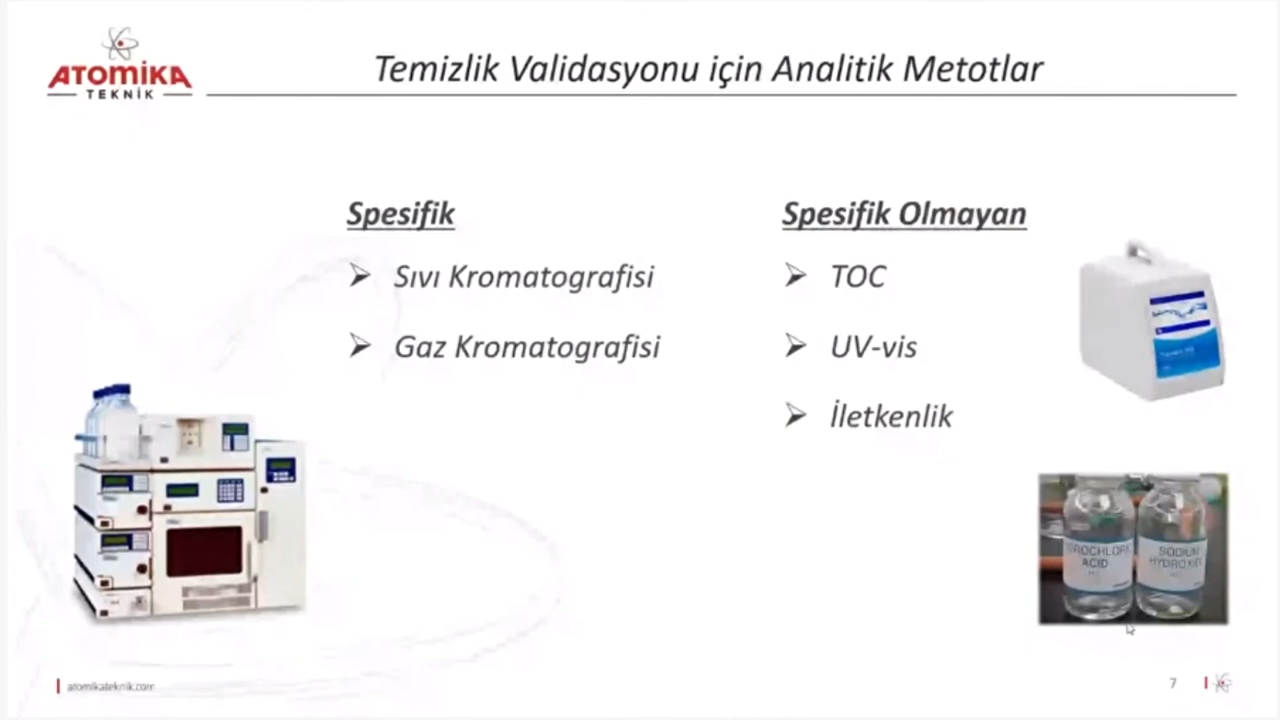 ATOMİKA
TEKNİK
Temizlik Validasyonu için Analitik Metotlar
Spesifik
Sıvı Kromatografisi
Gaz Kromatografisi
Spesifik Olmayan
TOC
UV-vis
İletkenlik
ACID
SODIUM
HYDROXIDE
atomikateknik.com
7